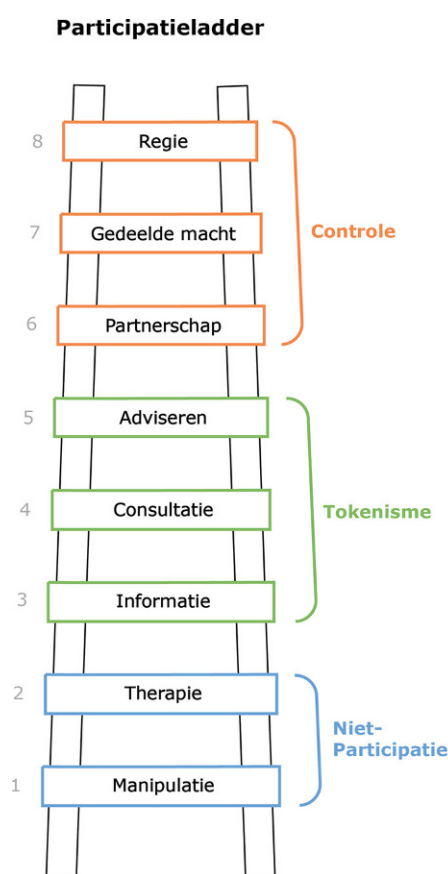 Participatieladder
8
Regie
7
Gedeelde macht
Controle
6
Partnerschap
5
Adviseren
4
Consultatie
Tokenisme
3
Informatie
2
Therapie
Niet-
Participatie
1
Manipulatie